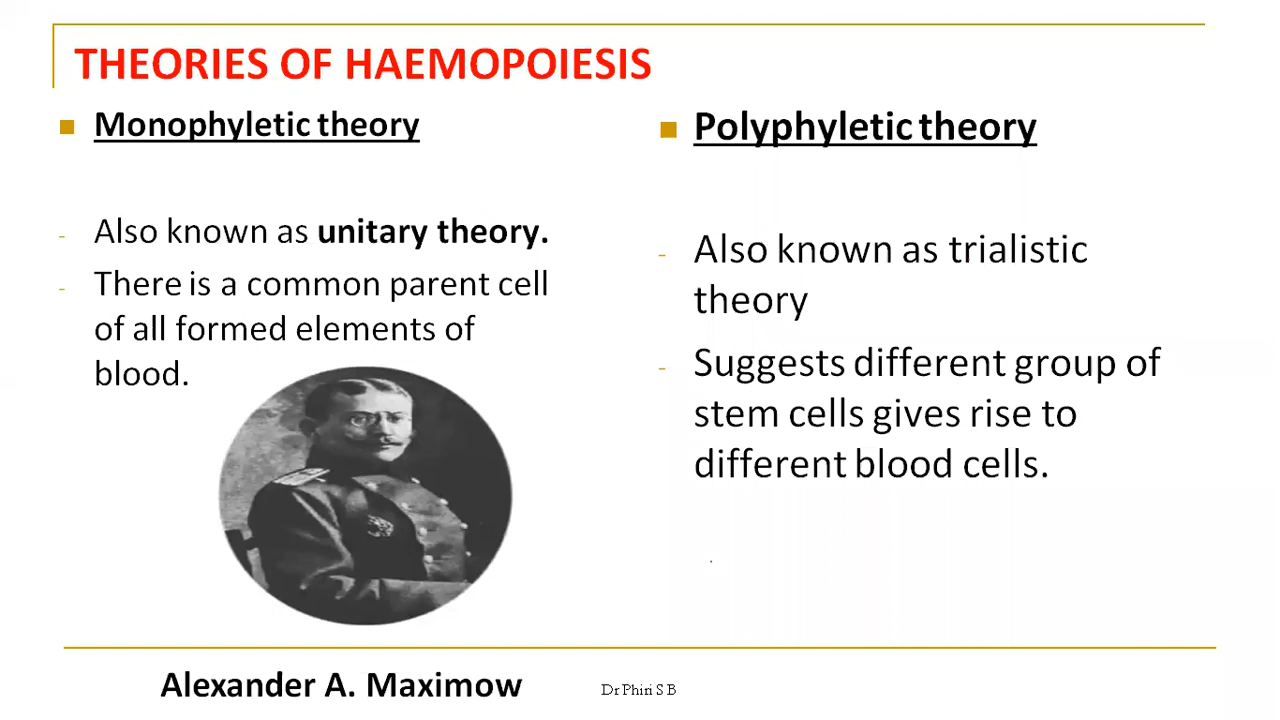 THEORIES OF HAEMOPOIESIS
Monophyletic theory
- Also known as unitary theory.
- There is a common parent cell
of all formed elements of
blood.
Polyphyletic theory
- Also known as trialistic
theory
- Suggests different group of
stem cells gives rise to
different blood cells.
Alexander A. Maximow
Dr Phiri S B